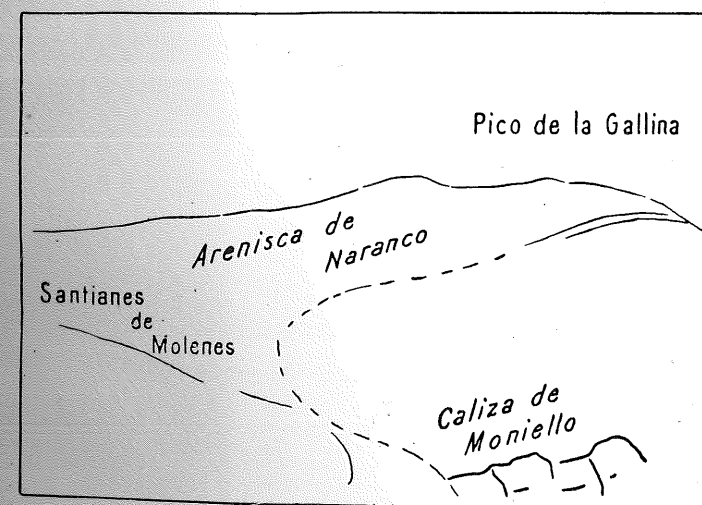 Pico de la Gallina
Arenisca de
Naranco
Santianes
de
Molenes
Caliza de
Moniello